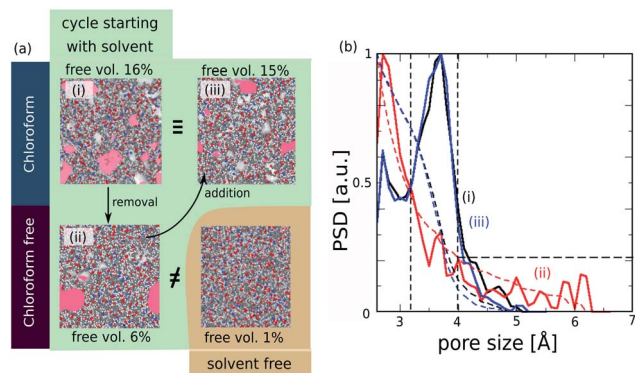 (a)
cycle starting
with solvent
Chloroform
free vol. 16%
free vol. 15%
(i)
(iii)
≡
removal
addition
Chloroform free
(ii)
≠
free vol. 6%
free vol. 1%
solvent free
(b)
PSD [a.u.]
1
0.5
0
(i)
(iii)
(ii)
3 4 5 6 7
pore size [Å]